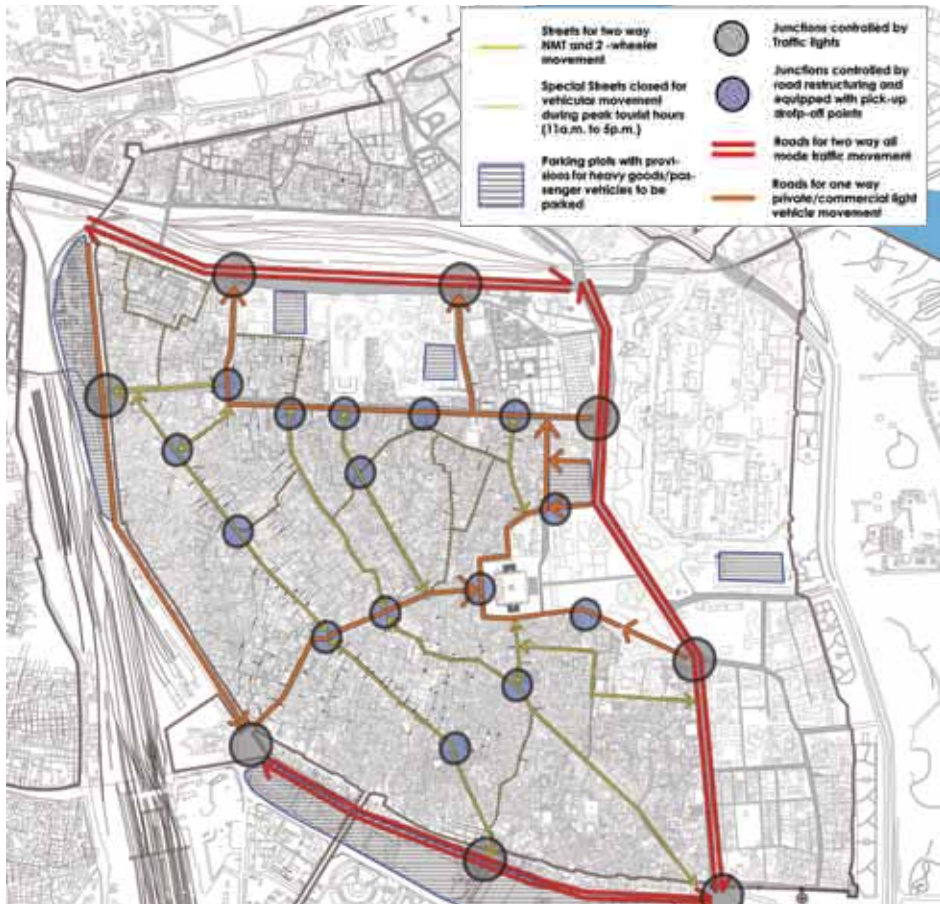 Streets for two way
NMT and 2 -wheeler
movement
Special Streets closed for
vehicular movement
during peak tourist hours
(11a.m. to 5p.m.)
Parking plots with provi-
sions for heavy goods/pas-
senger vehicles to be
parked
Junctions controlled by
Traffic lights
Junctions controlled by
road restructuring and
equipped with pick-up
drofp-off points
Roads for two way all
mode traffic movement
Roads for one way
private/commercial light
vehicle movement